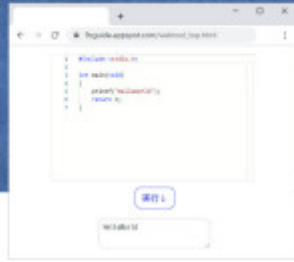 #include <stdio.h>
int main(void)
{
printf("HelloWorld");
return 0;
}
実行↓
HelloWorld